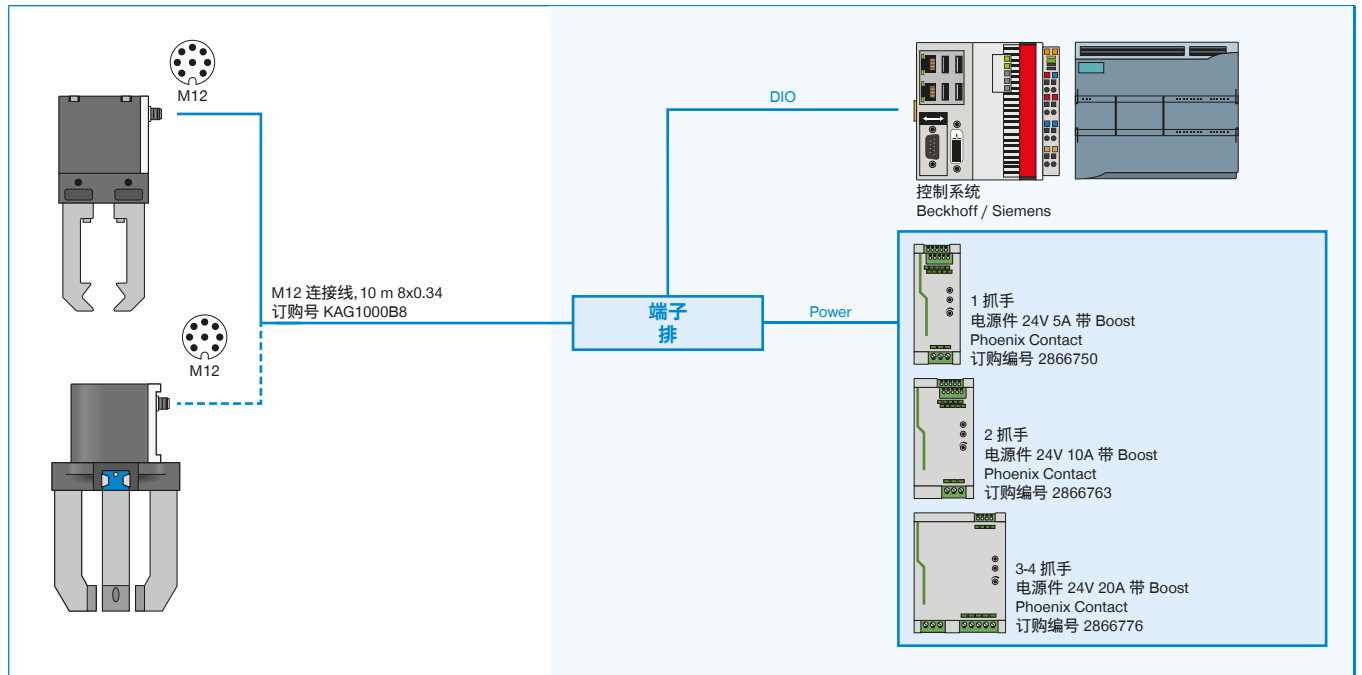 M12
M12
M12 连接线, 10 m 8x0.34
订购号 KAG1000B8
端子
排
DIO
Power
控制系统
Beckhoff / Siemens
1 抓手
电源件 24V 5A 带 Boost
Phoenix Contact
订购编号 2866750
2 抓手
电源件 24V 10A 带 Boost
Phoenix Contact
订购编号 2866763
3-4 抓手
电源件 24V 20A 带 Boost
Phoenix Contact
订购编号 2866776